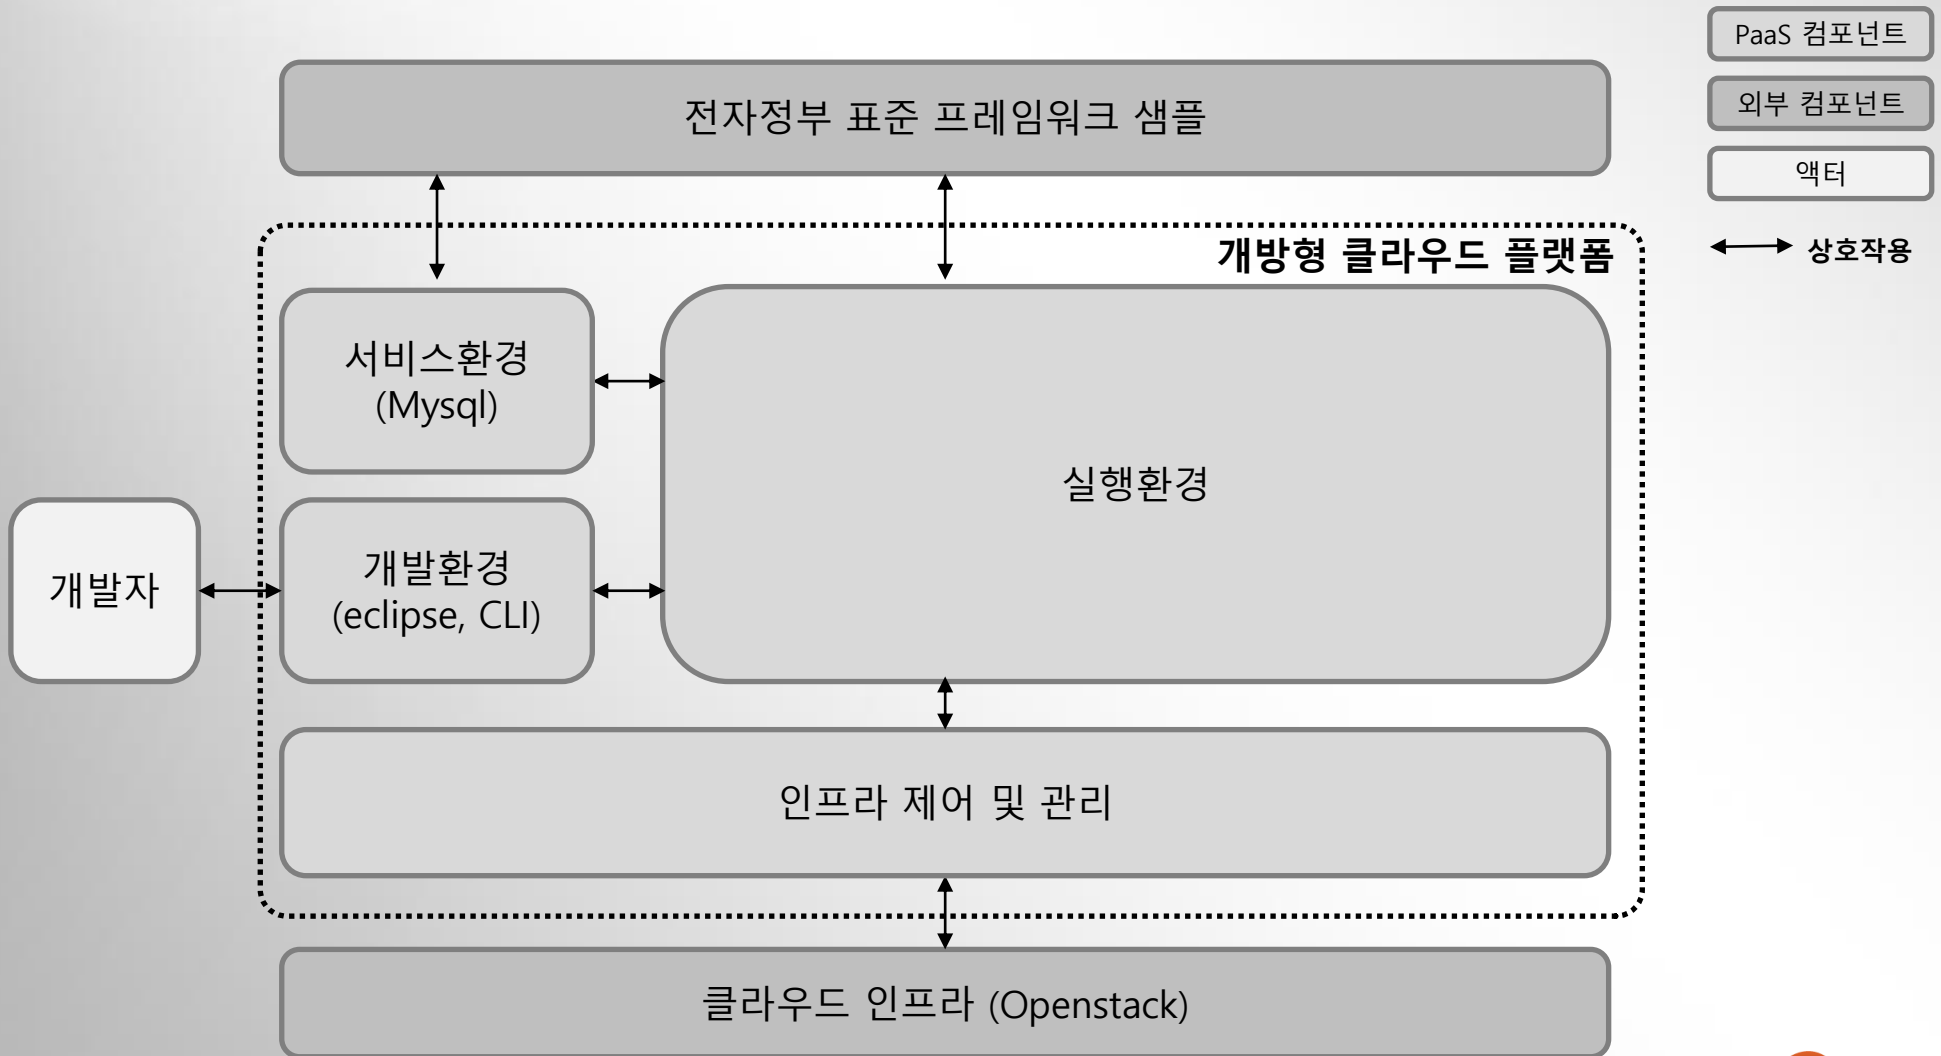 PaaS 컴포넌트
외부 컴포넌트
액터
상호작용
전자정부 표준 프레임워크 샘플
개방형 클라우드 플랫폼
서비스환경
(Mysql)
실행환경
개발자
개발환경
(eclipse, CLI)
인프라 제어 및 관리
클라우드 인프라 (Openstack)